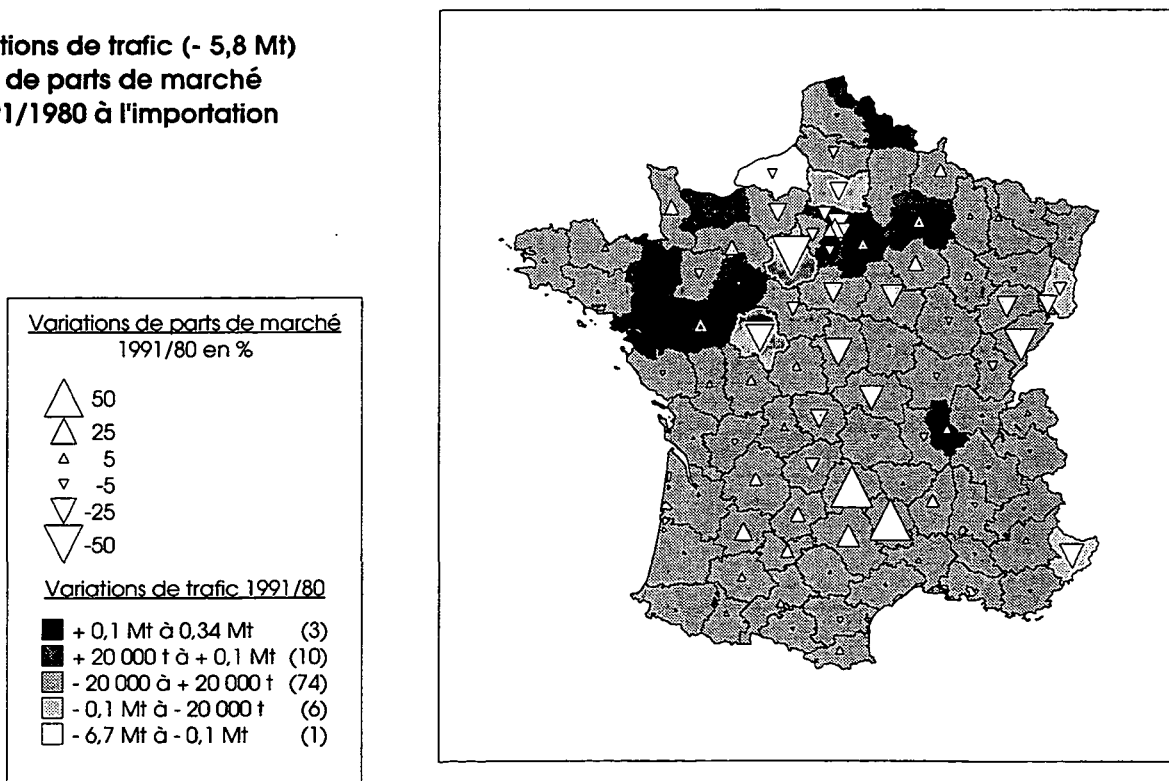 tions de trafic (- 5,8 Mt)
de parts de marché
1/1980 à l'importation
Variations de parts de marché
1991/80 en %
50
25
5
-5
-25
-50
Variations de trafic 1991/80
+ 0,1 Mt à 0,34 Mt (3)
+ 20 000 t à + 0,1 Mt (10)
- 20 000 à + 20 000 t (74)
- 0,1 Mt à - 20 000 t (6)
- 6,7 Mt à - 0,1 Mt (1)